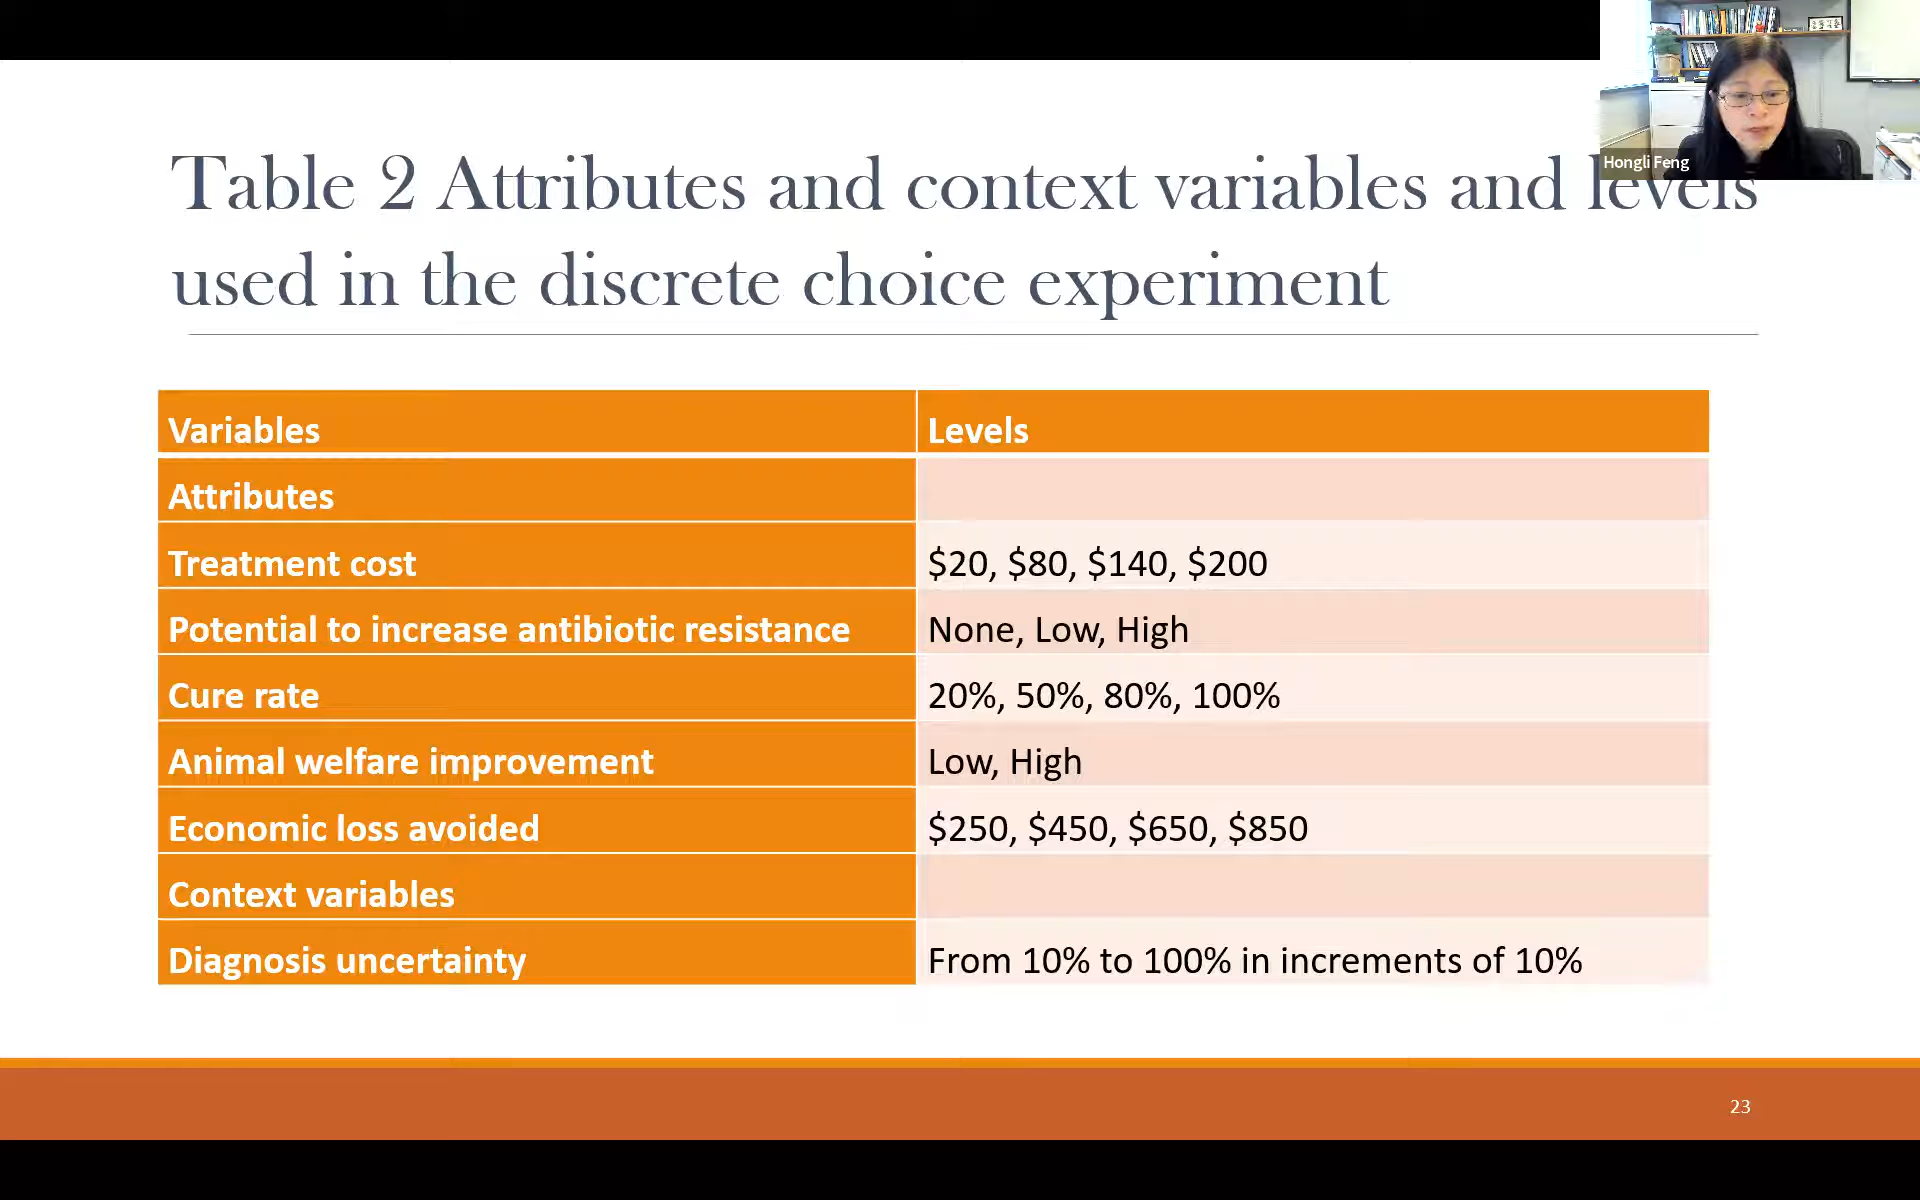 Hongli Feng
Table 2 Attributes and context variables and levels
used in the discrete choice experiment
Variables Levels
Attributes
Treatment cost $20, $80, $140, $200
Potential to increase antibiotic resistance None, Low, High
Cure rate 20%, 50%, 80%, 100%
Animal welfare improvement Low, High
Economic loss avoided $250, $450, $650, $850
Context variables
Diagnosis uncertainty From 10% to 100% in increments of 10%
23